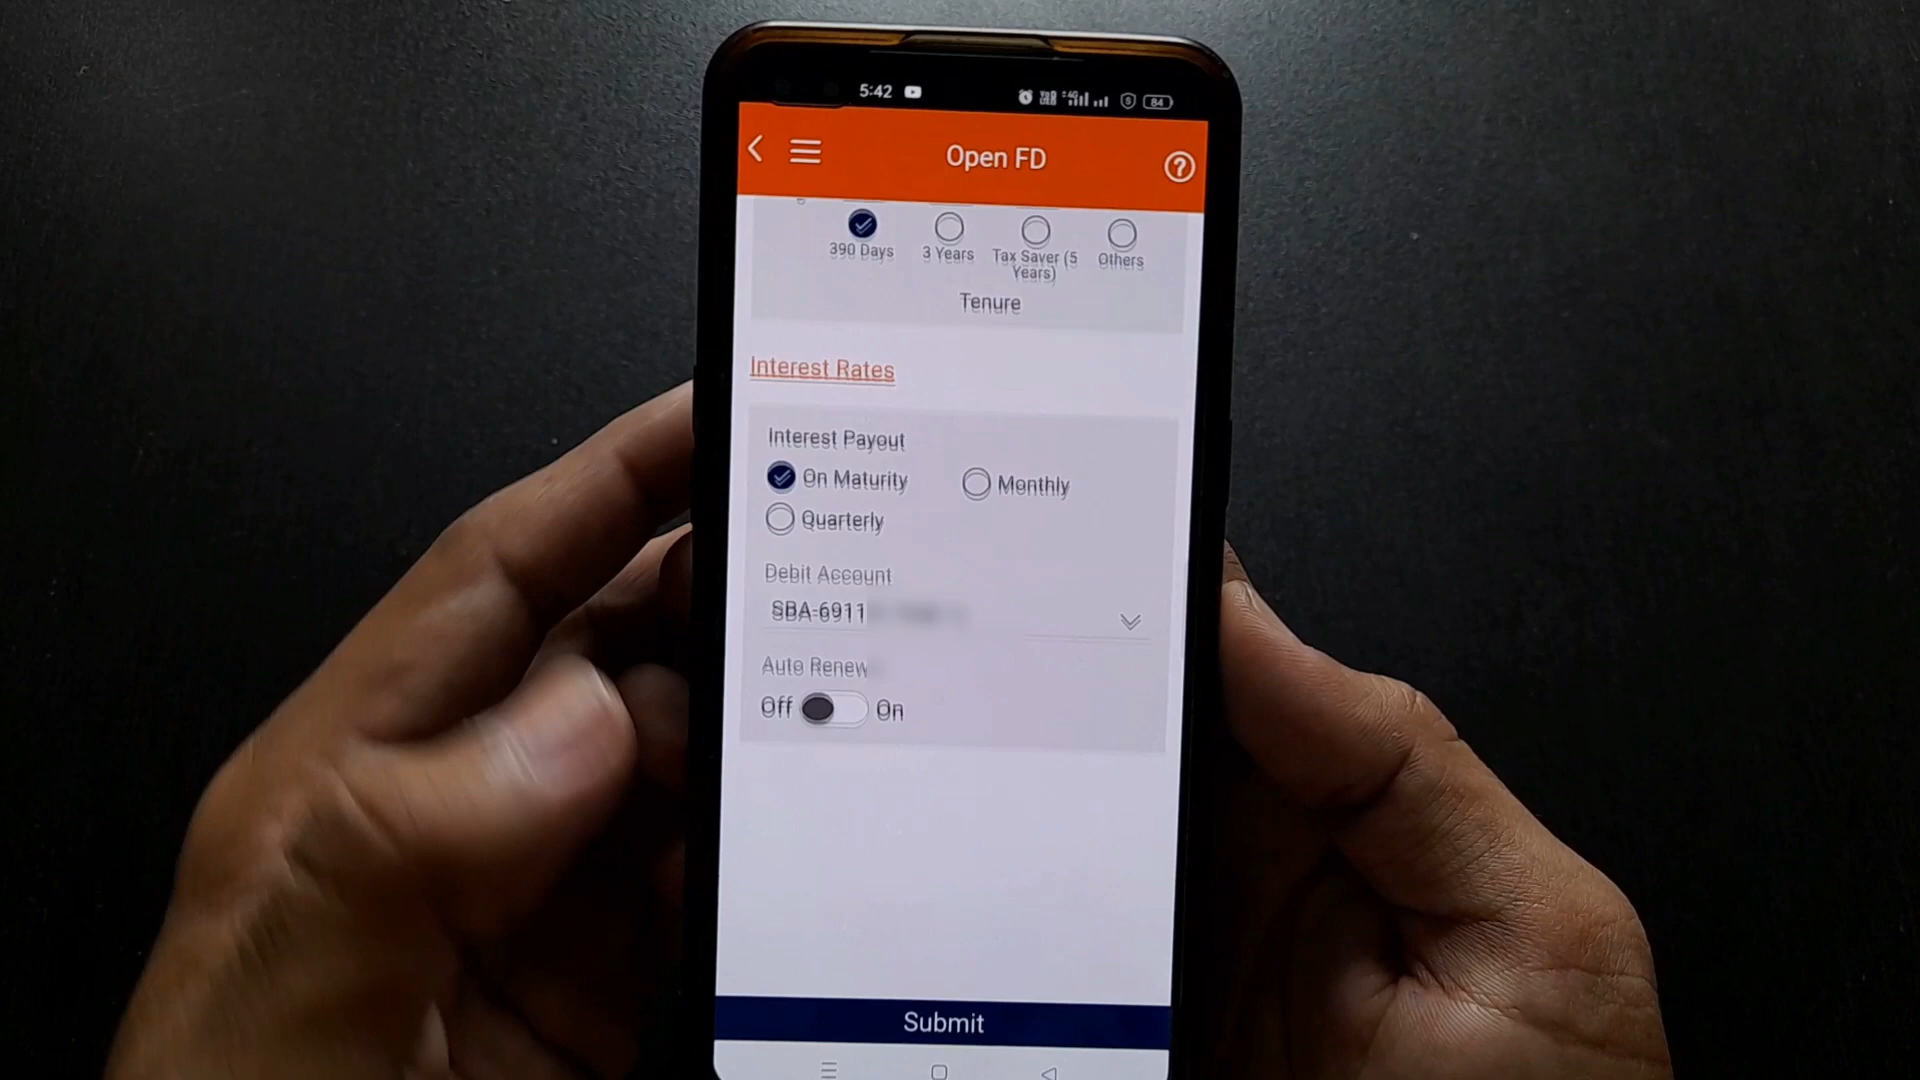 5:42
84
Open FD
390 Days
3 Years
Tax Saver (5 Years)
Others
Tenure
Interest Rates
Interest Payout
On Maturity
Monthly
Quarterly
Debit Account
SBA-6911
Auto Renew
Off
On
Submit